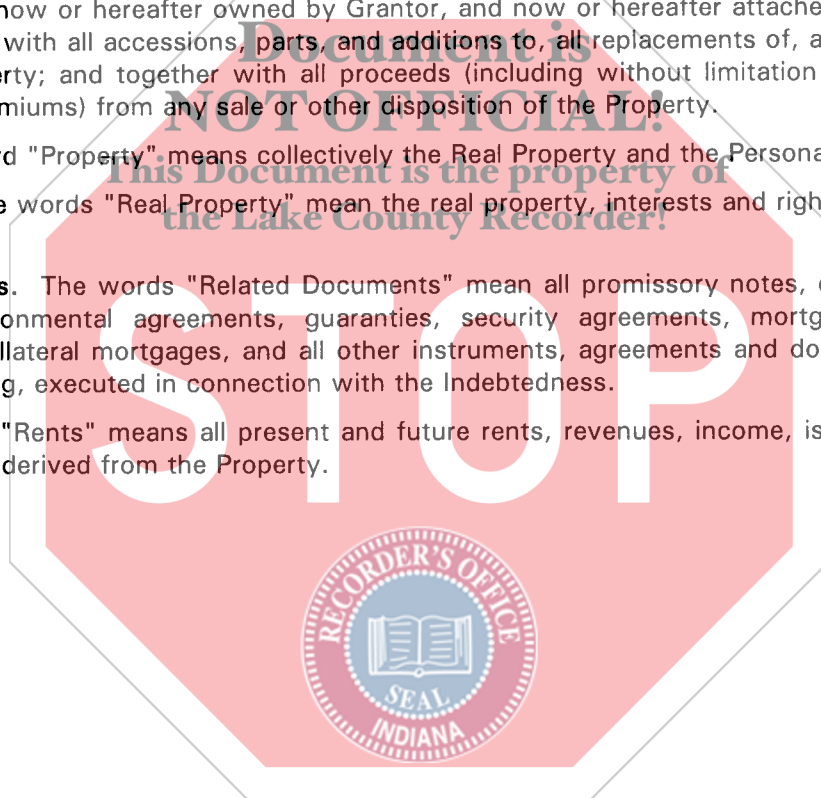 now or hereafter owned by Grantor, and now or hereafter attache
with all accessions, parts, and additions to, all replacements of, a
erty; and together with all proceeds (including without limitation
miums) from any sale or other disposition of the Property.
rd "Property" means collectively the Real Property and the Persona
e words "Real Property" mean the real property, interests and righ
s. The words "Related Documents" mean all promissory notes,
onmental agreements, guaranties, security agreements, mortg
llateral mortgages, and all other instruments, agreements and do
g, executed in connection with the Indebtedness.
"Rents" means all present and future rents, revenues, income, is
derived from the Property.
Document is
NOT OFFICIAL!
This Document is the property of
the Lake County Recorder!
STOP
RECORDER'S OFFICE
SEAL
INDIANA